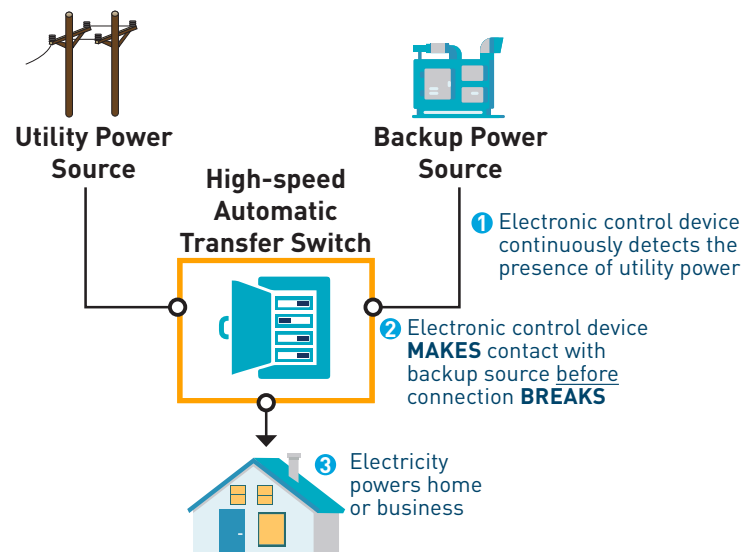 Utility Power
Source
Backup Power
Source
High-speed
Automatic
Transfer Switch
1 Electronic control device
continuously detects the
presence of utility power
2 Electronic control device
MAKES contact with
backup source before
connection BREAKS
3 Electricity
powers home
or business